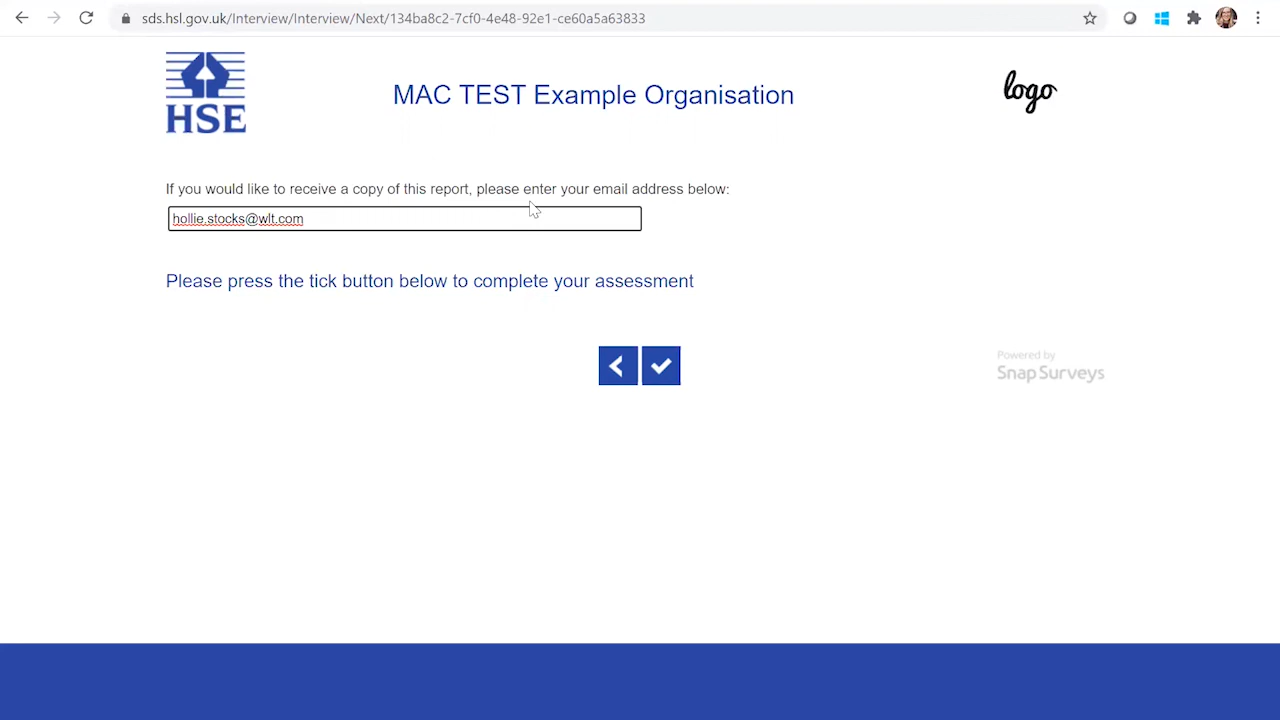 sds.hsl.gov.uk/Interview/Interview/Next/134ba8c2-7cf0-4e48-92e1-ce60a5a63833
HSE
MAC TEST Example Organisation
logo
If you would like to receive a copy of this report, please enter your email address below:
hollie.stocks@wlt.com
Please press the tick button below to complete your assessment
Powered by
Snap Surveys